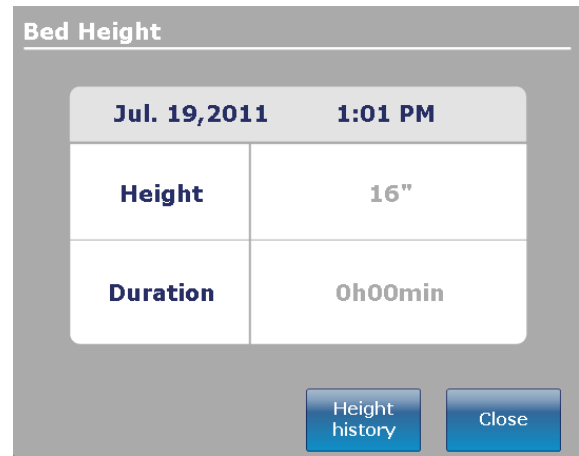 Bed Height
Jul. 19,2011 1:01 PM
Height 16"
Duration 0h00min
Height
history
Close